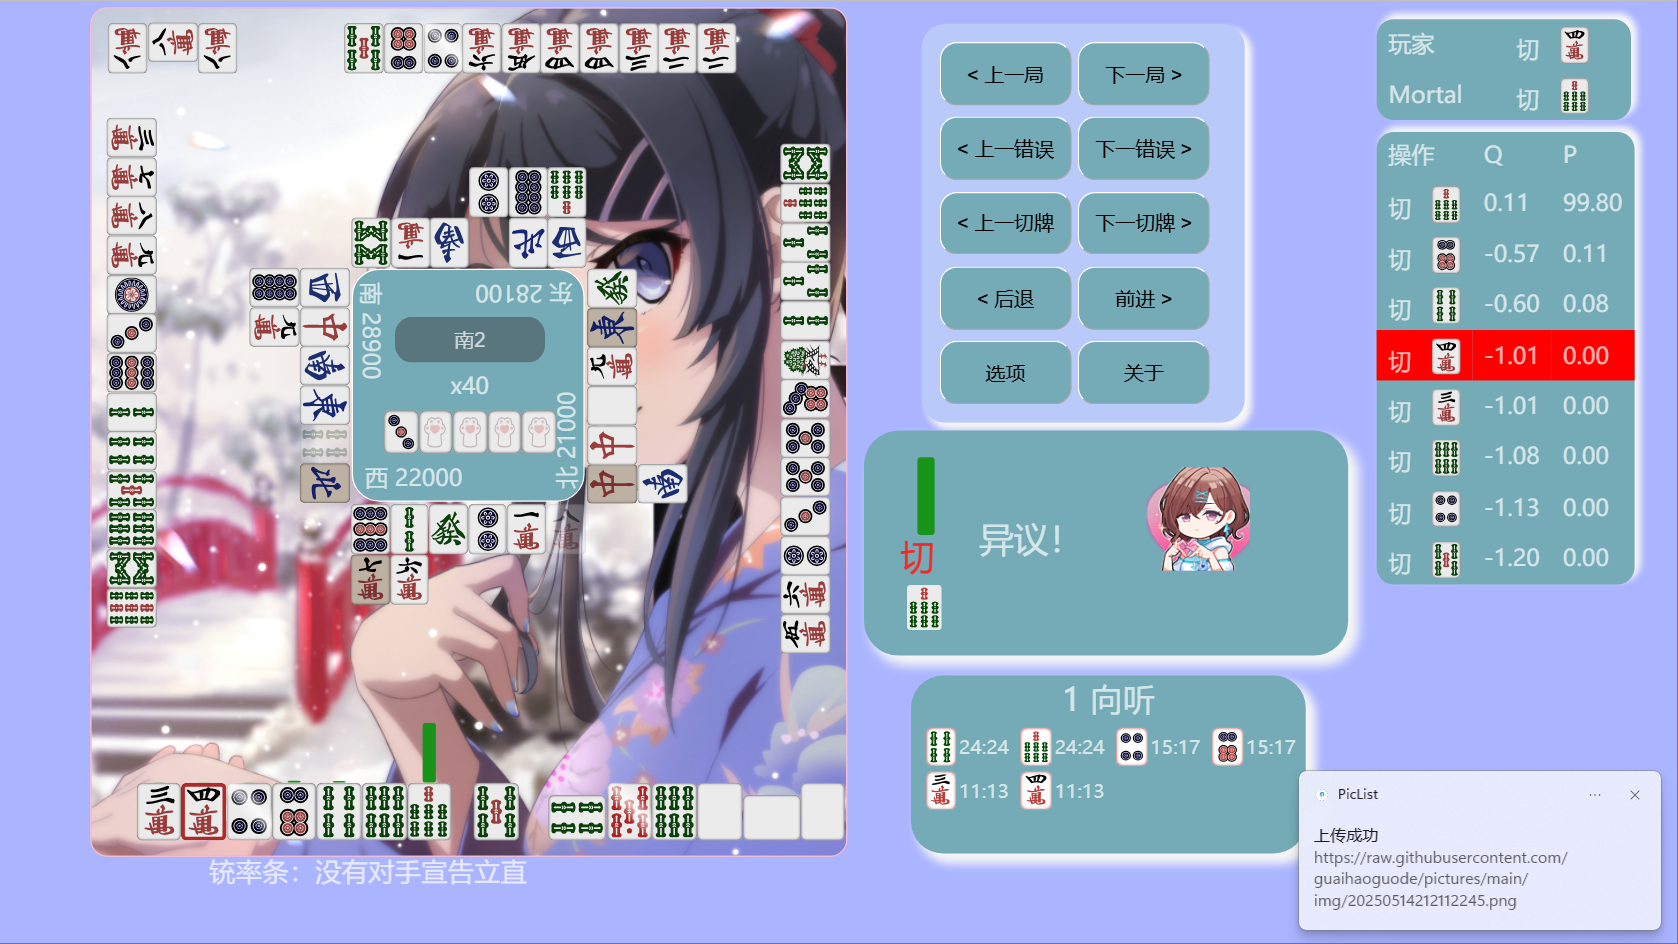 东 28100
南 28900
南2
x40
北 21000
西 22000
铳率条：没有对手宣告立直
< 上一局
下一局 >
< 上一错误
下一错误 >
< 上一切牌
下一切牌 >
< 后退
前进 >
选项
关于
切
异议！
1 向听
24:24
24:24
15:17
15:17
11:13
11:13
玩家 切
Mortal 切
操作 Q P
切 0.11 99.80
切 -0.57 0.11
切 -0.60 0.08
切 -1.01 0.00
切 -1.01 0.00
切 -1.08 0.00
切 -1.13 0.00
切 -1.20 0.00
PicList
上传成功
https://raw.githubusercontent.com/
guaihaoguode/pictures/main/
img/20250514212112245.png